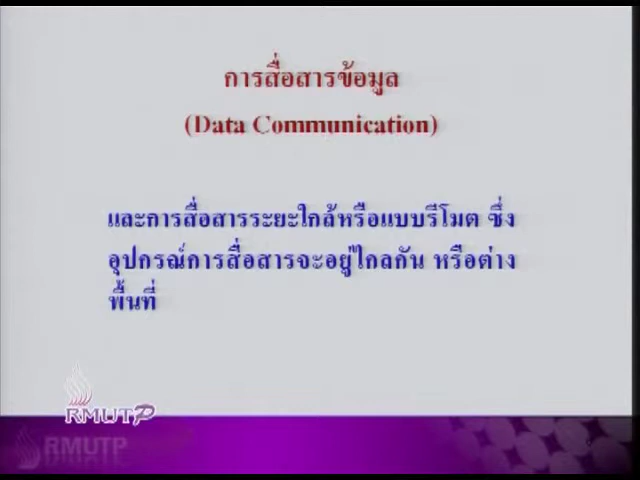 การสื่อสารข้อมูล
(Data Communication)
และการสื่อสารระยะใกล้หรือแบบรีโมต ซึ่ง
อุปกรณ์การสื่อสารจะอยู่ไกลกัน หรือต่าง
พื้นที่
RMUTP
RMUTP